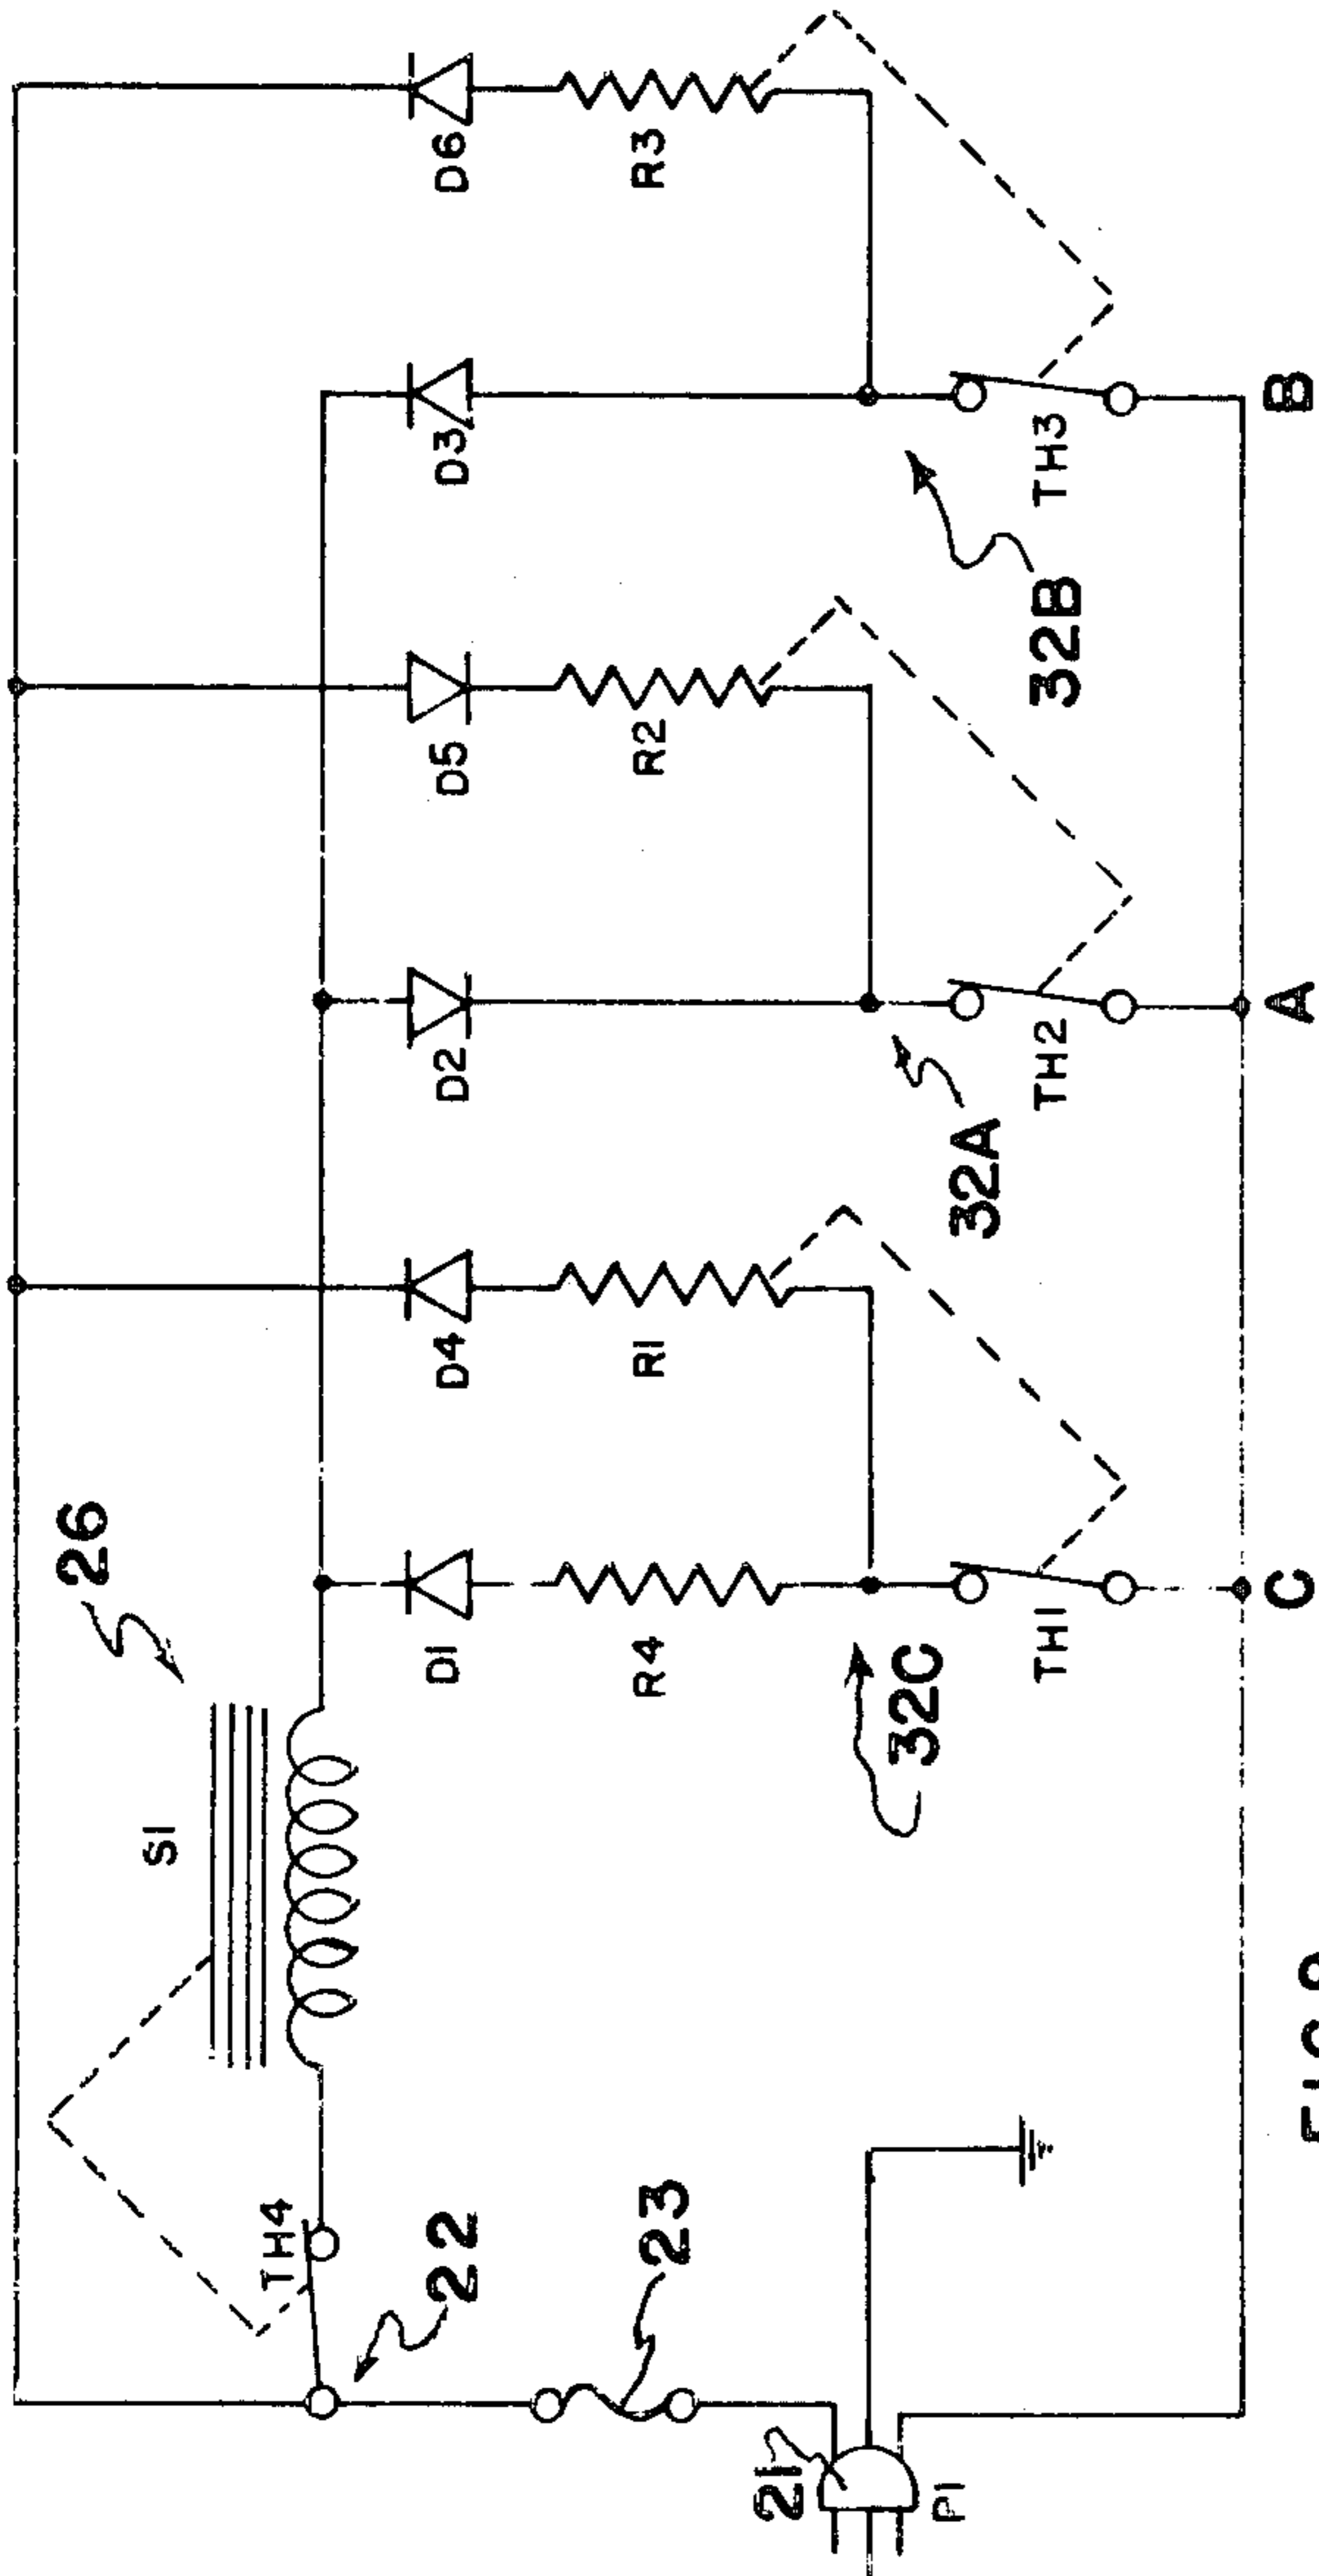 26
S1
TH4
22
D1
D4
D2
D5
D3
D6
23
R4
R1
R2
R3
21
32C
P1
32A
32B
TH1
TH2
TH3
C
A
B